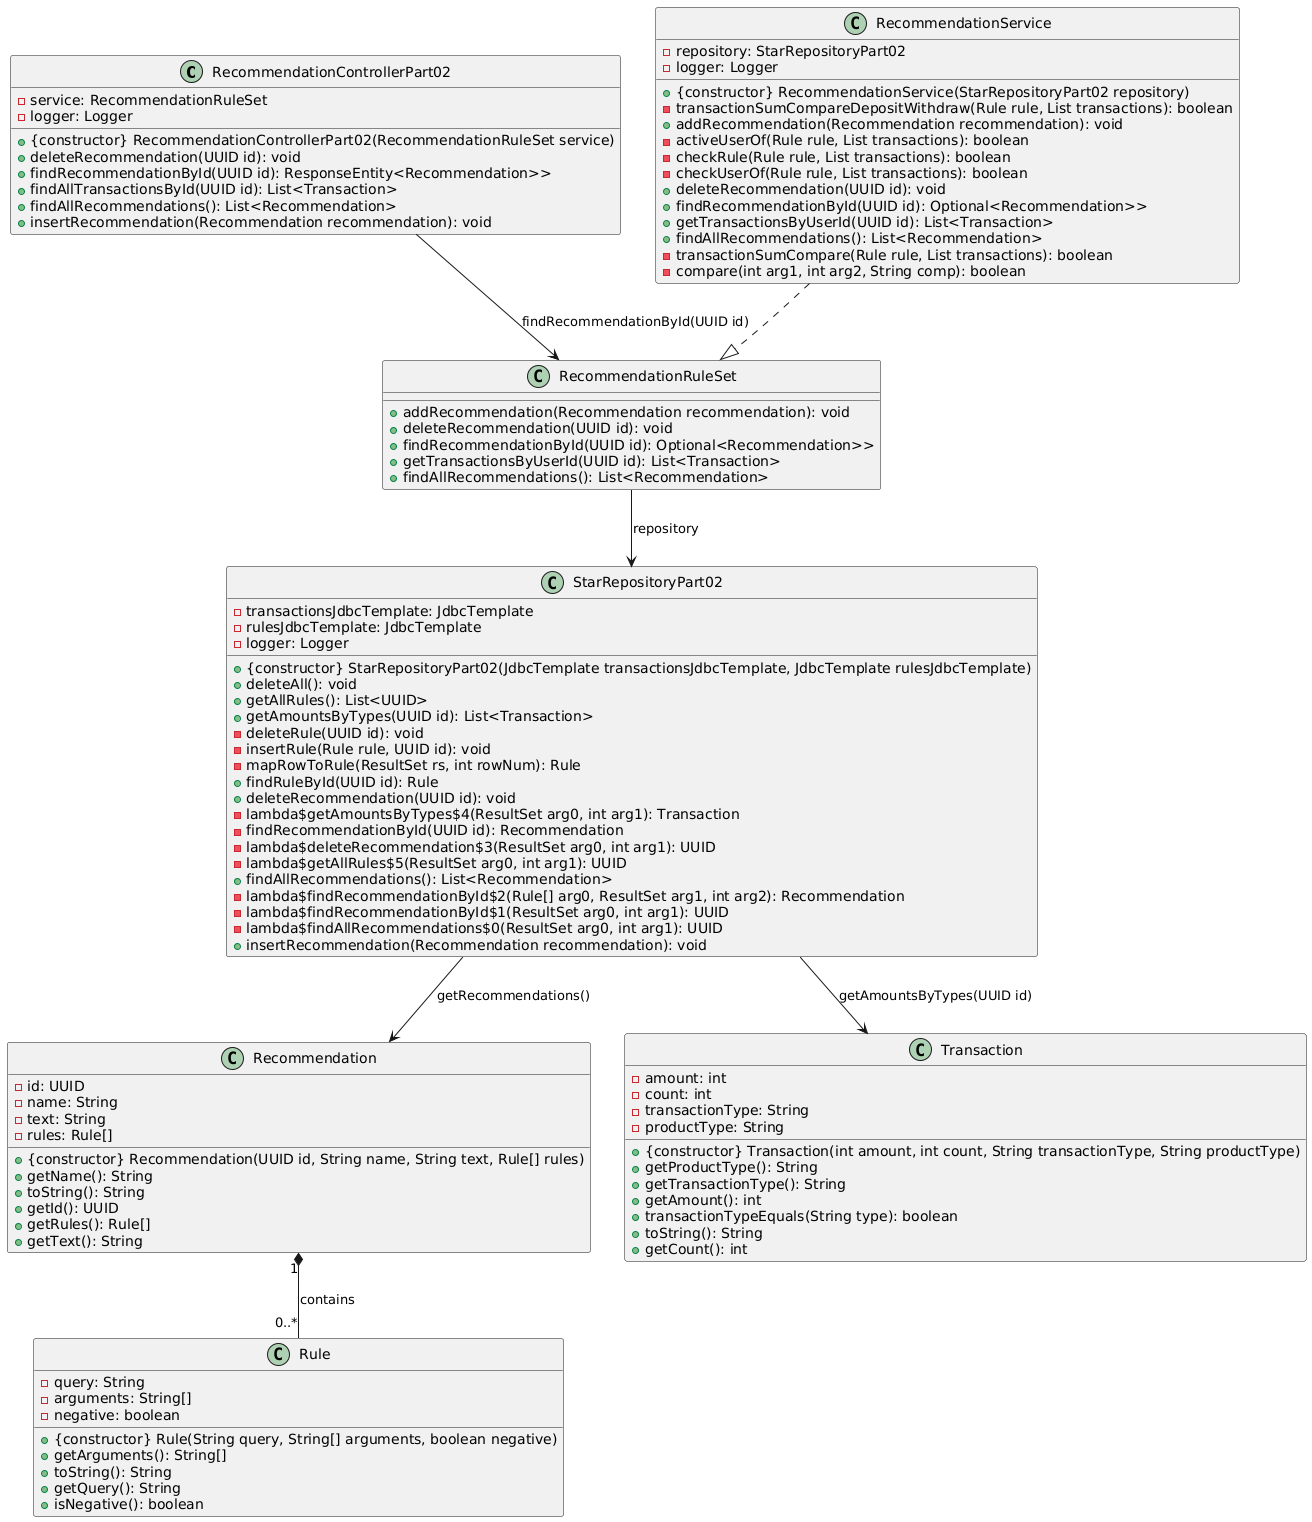 C RecommendationControllerPart02
service: RecommendationRuleSet
logger: Logger
{constructor} RecommendationControllerPart02(RecommendationRuleSet service)
deleteRecommendation(UUID id): void
findRecommendationById(UUID id): ResponseEntity<Recommendation>>
findAllTransactionsById(UUID id): List<Transaction>
findAllRecommendations(): List<Recommendation>
insertRecommendation(Recommendation recommendation): void
C RecommendationService
repository: StarRepositoryPart02
logger: Logger
{constructor} RecommendationService(StarRepositoryPart02 repository)
transactionSumCompareDepositWithdraw(Rule rule, List transactions): boolean
addRecommendation(Recommendation recommendation): void
activeUserOf(Rule rule, List transactions): boolean
checkRule(Rule rule, List transactions): boolean
checkUserOf(Rule rule, List transactions): boolean
deleteRecommendation(UUID id): void
findRecommendationById(UUID id): Optional<Recommendation>>
getTransactionsByUserId(UUID id): List<Transaction>
findAllRecommendations(): List<Recommendation>
transactionSumCompare(Rule rule, List transactions): boolean
compare(int arg1, int arg2, String comp): boolean
findRecommendationById(UUID id)
C RecommendationRuleSet
addRecommendation(Recommendation recommendation): void
deleteRecommendation(UUID id): void
findRecommendationById(UUID id): Optional<Recommendation>>
getTransactionsByUserId(UUID id): List<Transaction>
findAllRecommendations(): List<Recommendation>
repository
C StarRepositoryPart02
transactionsJdbcTemplate: JdbcTemplate
rulesJdbcTemplate: JdbcTemplate
logger: Logger
{constructor} StarRepositoryPart02(JdbcTemplate transactionsJdbcTemplate, JdbcTemplate rulesJdbcTemplate)
deleteAll(): void
getAllRules(): List<UUID>
getAmountsByTypes(UUID id): List<Transaction>
deleteRule(UUID id): void
insertRule(Rule rule, UUID id): void
mapRowToRule(ResultSet rs, int rowNum): Rule
findRuleById(UUID id): Rule
deleteRecommendation(UUID id): void
lambda$getAmountsByTypes$4(ResultSet arg0, int arg1): Transaction
findRecommendationById(UUID id): Recommendation
lambda$deleteRecommendation$3(ResultSet arg0, int arg1): UUID
lambda$getAllRules$5(ResultSet arg0, int arg1): UUID
findAllRecommendations(): List<Recommendation>
lambda$findRecommendationById$2(Rule[] arg0, ResultSet arg1, int arg2): Recommendation
lambda$findRecommendationById$1(ResultSet arg0, int arg1): UUID
lambda$findAllRecommendations$0(ResultSet arg0, int arg1): UUID
insertRecommendation(Recommendation recommendation): void
getRecommendations()
getAmountsByTypes(UUID id)
C Recommendation
id: UUID
name: String
text: String
rules: Rule[]
{constructor} Recommendation(UUID id, String name, String text, Rule[] rules)
getName(): String
toString(): String
getId(): UUID
getRules(): Rule[]
getText(): String
C Transaction
amount: int
count: int
transactionType: String
productType: String
{constructor} Transaction(int amount, int count, String transactionType, String productType)
getProductType(): String
getTransactionType(): String
getAmount(): int
transactionTypeEquals(String type): boolean
toString(): String
getCount(): int
1
contains
0..*
C Rule
query: String
arguments: String[]
negative: boolean
{constructor} Rule(String query, String[] arguments, boolean negative)
getArguments(): String[]
toString(): String
getQuery(): String
isNegative(): boolean